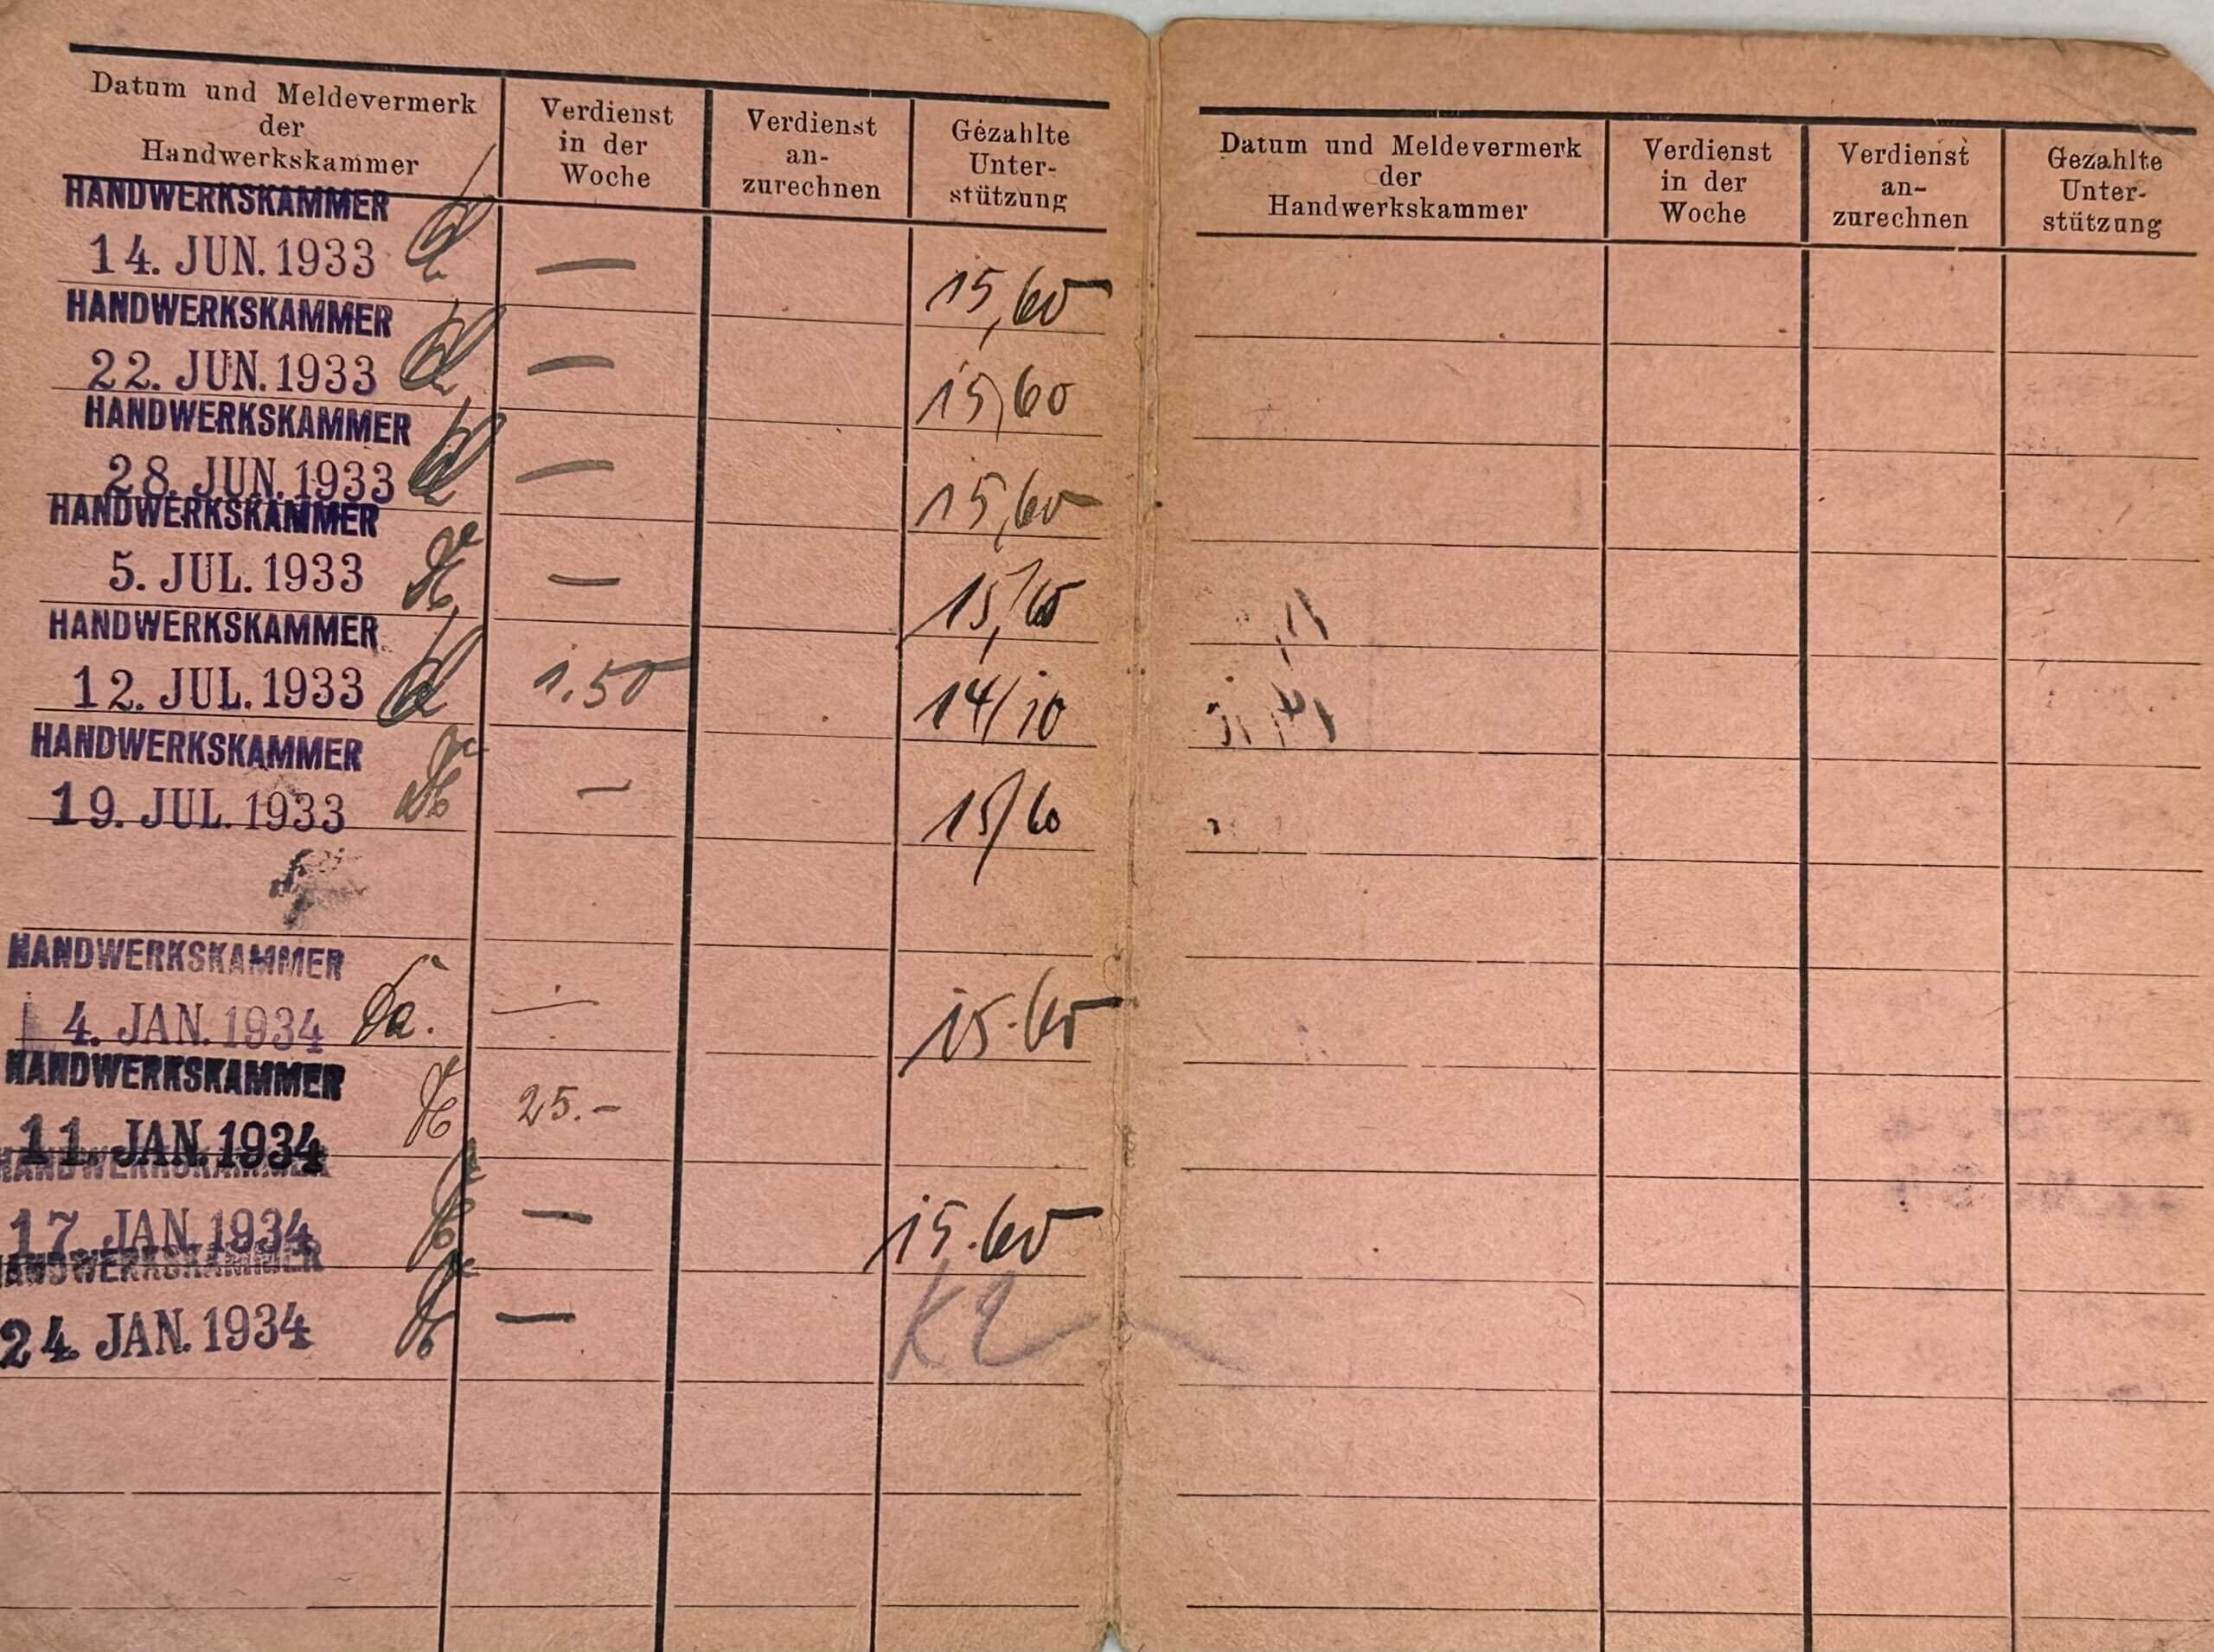 Datum und Meldevermerk
der
Handwerkskammer
Verdienst
in der
Woche
Verdienst
an-
zurechnen
Gezahlte
Unter-
stützung
HANDWERKSKAMMER
14. JUN. 1933 — 15,60
HANDWERKSKAMMER
22. JUN. 1933 — 15,60
HANDWERKSKAMMER
28. JUN. 1933 — 15,60
HANDWERKSKAMMER
5. JUL. 1933 — 15,60
HANDWERKSKAMMER
12. JUL. 1933 1.50 14/10
HANDWERKSKAMMER
19. JUL. 1933 — 15/60
HANDWERKSKAMMER
4. JAN. 1934 — 15.60
HANDWERKSKAMMER
11. JAN. 1934 25.-
HANDWERKSKAMMER
17. JAN. 1934 — 15.60
HANDWERKSKAMMER
24. JAN. 1934 —
Datum und Meldevermerk
der
Handwerkskammer
Verdienst
in der
Woche
Verdienst
an-
zurechnen
Gezahlte
Unter-
stützung